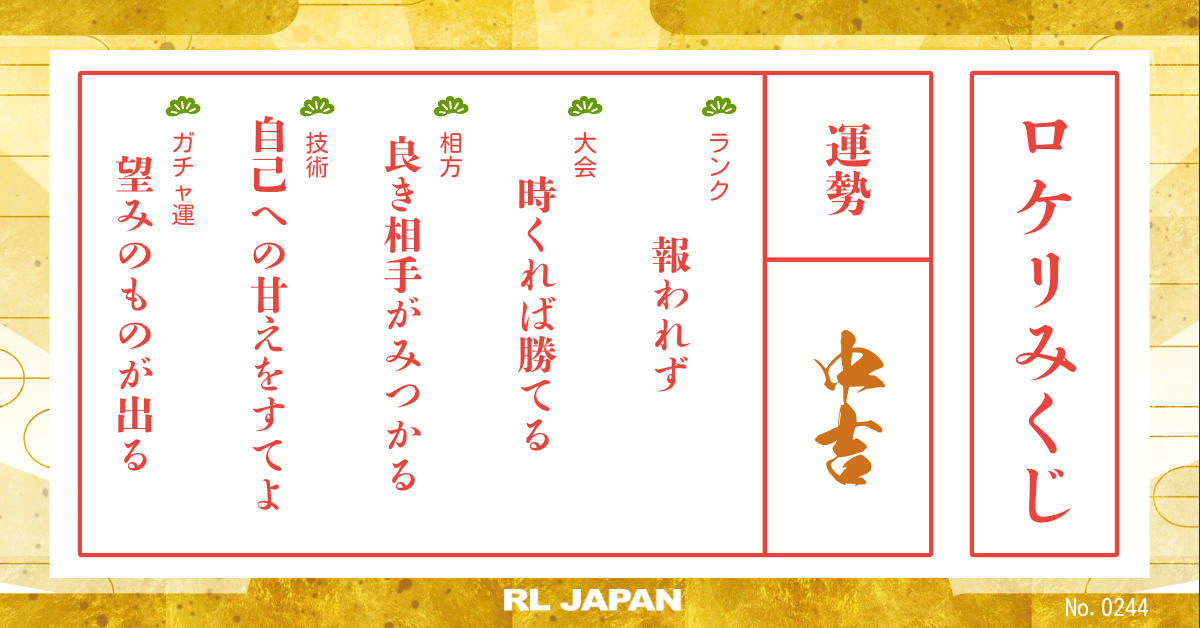 ロケリみくじ
運勢
中吉
ランク
報われず
大会
時くれば勝てる
相方
良き相手がみつかる
技術
自己への甘えをすてよ
ガチャ運
望みのものが出る
RL JAPAN
No. 0244